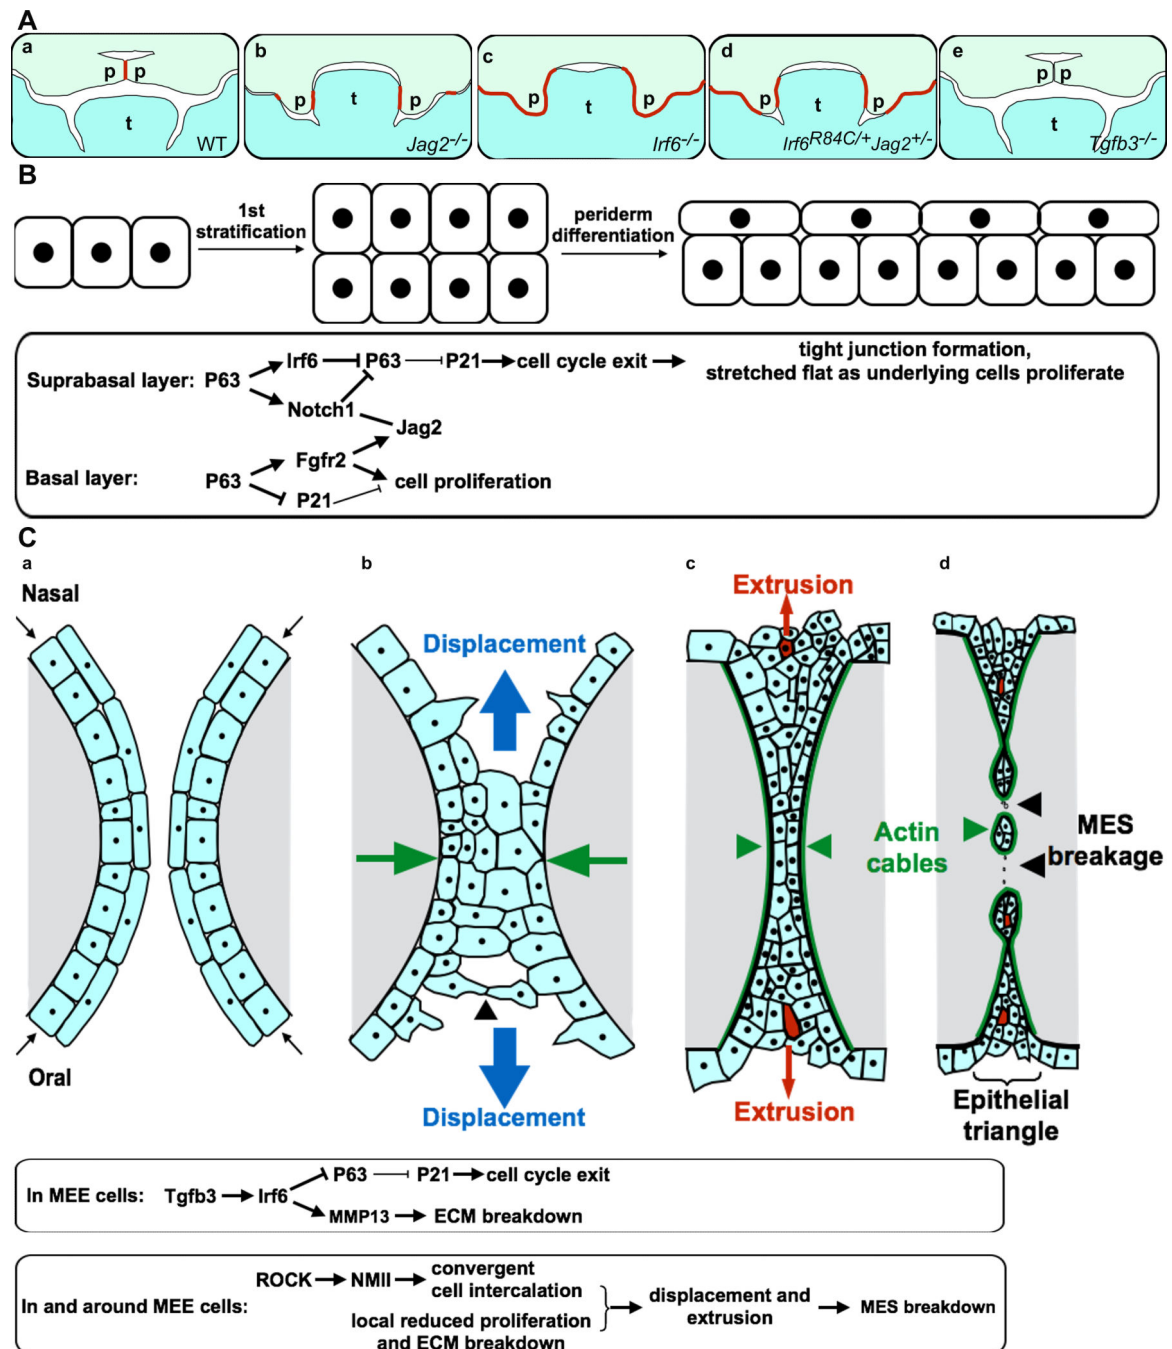 A
a
b
c
d
e
p p
t
WT
p t p
Jag2-/-
p t p
Irf6-/-
p t p
Irf6R84C/+Jag2+/-
p p
t
Tgfb3-/-
B
1st
stratification
periderm
differentiation
Suprabasal layer: P63
Irf6 P63 P21 cell cycle exit
Notch1
Jag2
tight junction formation,
stretched flat as underlying cells proliferate
Basal layer: P63
Fgfr2
P21
cell proliferation
C
a
b
c
d
Nasal
Oral
Displacement
Displacement
Extrusion
Extrusion
Actin
cables
MES
breakage
Epithelial
triangle
In MEE cells: Tgfb3 Irf6
P63 P21 cell cycle exit
MMP13 ECM breakdown
In and around MEE cells:
ROCK NMII convergent
cell intercalation
local reduced proliferation
and ECM breakdown
displacement and
extrusion
MES breakdown